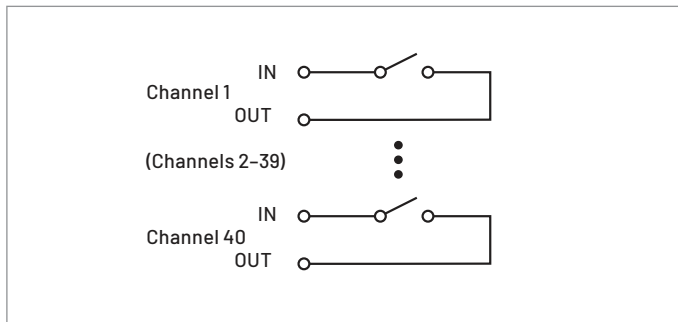 IN
Channel 1
OUT
(Channels 2–39)
IN
Channel 40
OUT